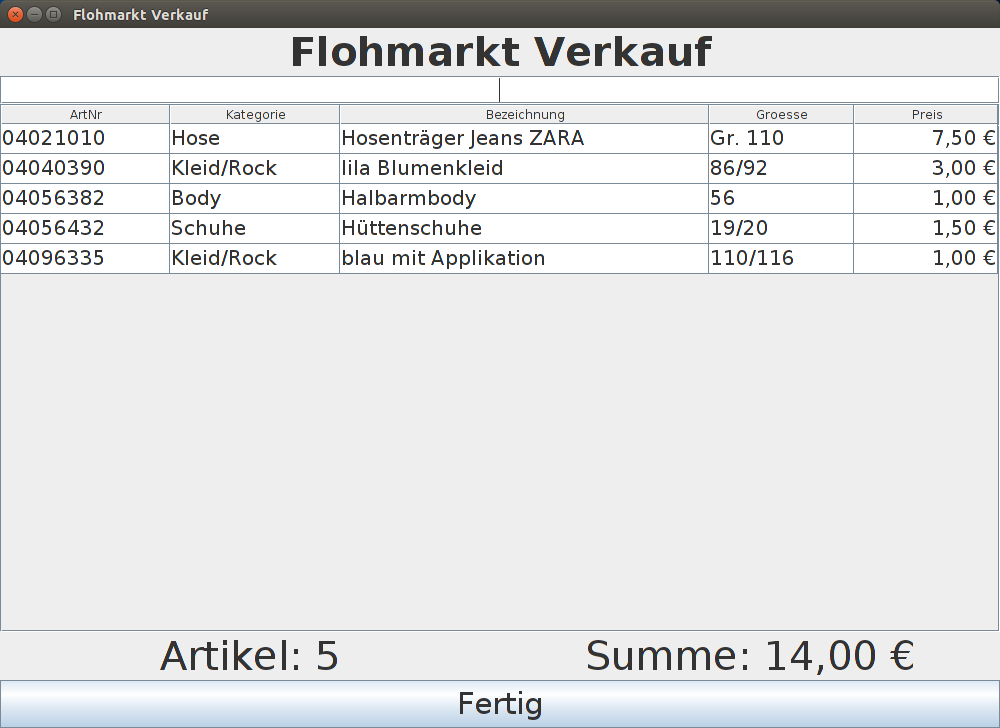 Flohmarkt Verkauf
Flohmarkt Verkauf
ArtNr Kategorie Bezeichnung Groesse Preis
04021010 Hose Hosenträger Jeans ZARA Gr. 110 7,50 €
04040390 Kleid/Rock lila Blumenkleid 86/92 3,00 €
04056382 Body Halbarmbody 56 1,00 €
04056432 Schuhe Hüttenschuhe 19/20 1,50 €
04096335 Kleid/Rock blau mit Applikation 110/116 1,00 €
Artikel: 5 Summe: 14,00 €
Fertig